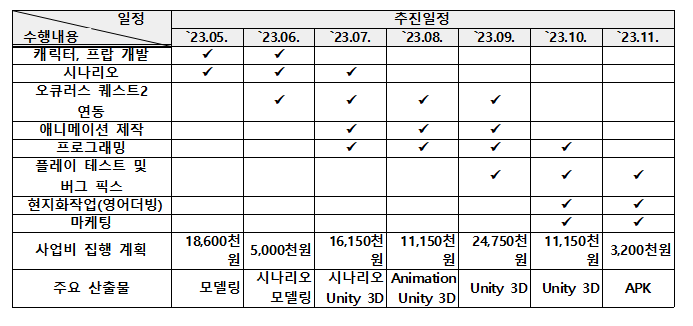 일정 추진일정
수행내용 `23.05. `23.06. `23.07. `23.08. `23.09. `23.10. `23.11.
캐릭터, 프랍 개발 ✓ ✓
시나리오 ✓ ✓ ✓
오큘러스 퀘스트2
연동 ✓ ✓ ✓ ✓
애니메이션 제작 ✓ ✓ ✓
프로그래밍 ✓ ✓ ✓ ✓
플레이 테스트 및
버그 픽스 ✓ ✓ ✓
현지화작업(영어더빙) ✓ ✓
마케팅 ✓ ✓
사업비 집행 계획 18,600천원 5,000천원 16,150천원 11,150천원 24,750천원 11,150천원 3,200천원
주요 산출물 모델링 시나리오 모델링 시나리오 Unity 3D Animation Unity 3D Unity 3D Unity 3D APK